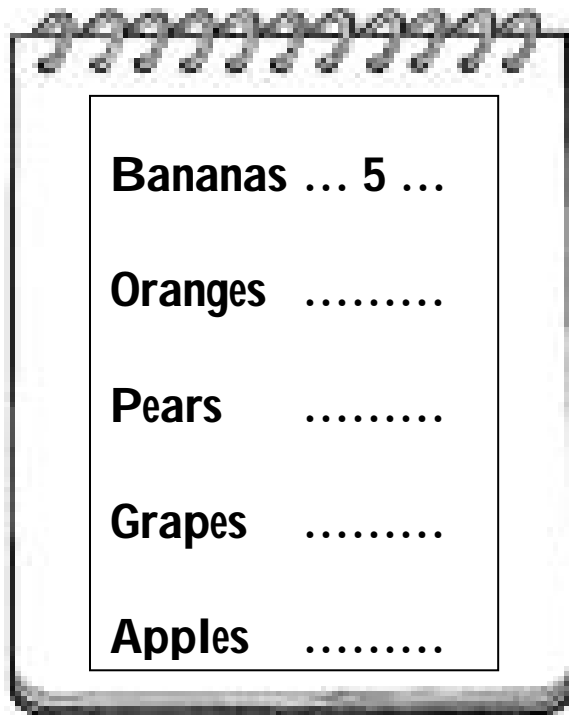 Bananas … 5 …
Oranges ………
Pears ………
Grapes ………
Apples ………